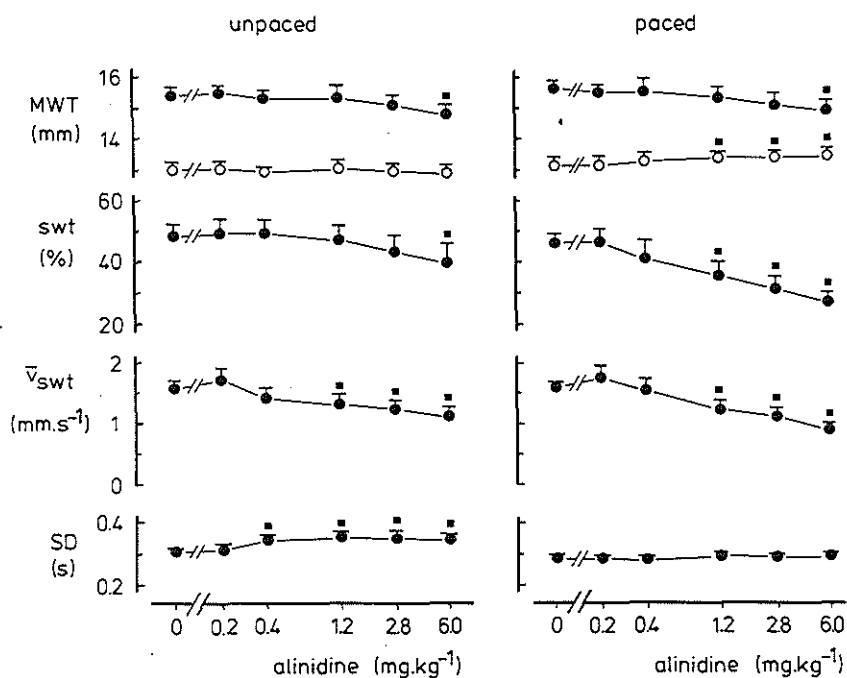 unpaced paced
MWT
(mm)
16
14
swt
(%)
60
40
20
v̄swt
(mm.s⁻¹)
2
1
0
SD
(s)
0.4
0.2
0 0.2 0.4 1.2 2.8 6.0
0 0.2 0.4 1.2 2.8 6.0
alinidine (mg.kg⁻¹) alinidine (mg.kg⁻¹)